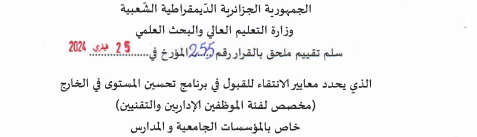 الجمهورية الجزائرية الديمقراطية الشعبية
وزارة التعليم العالي والبحث العلمي
سلم تقييم ملحق بالقرار رقم 255 المؤرخ في 25 فيفري 2024
الذي يحدد معايير الانتقاء للقبول في برنامج تحسين المستوى في الخارج
(مخصص لفئة الموظفين الإداريين والتقنيين)
خاص بالمؤسسات الجامعية و المدارس